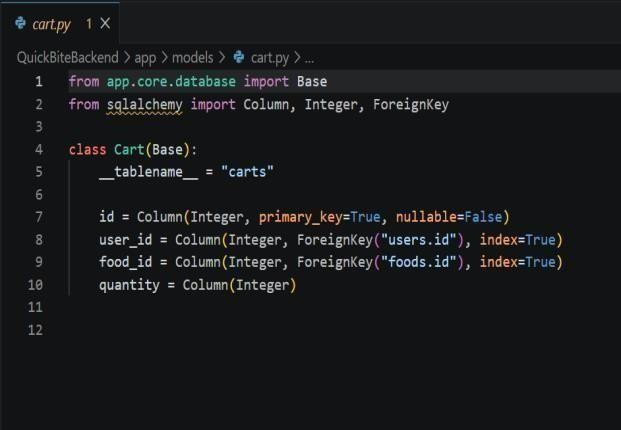 cart.py 1 ×
QuickBiteBackend > app > models > cart.py > ...
1 from app.core.database import Base
2 from sqlalchemy import Column, Integer, ForeignKey
3
4 class Cart(Base):
5     __tablename__ = "carts"
6
7     id = Column(Integer, primary_key=True, nullable=False)
8     user_id = Column(Integer, ForeignKey("users.id"), index=True)
9     food_id = Column(Integer, ForeignKey("foods.id"), index=True)
10     quantity = Column(Integer)
11
12